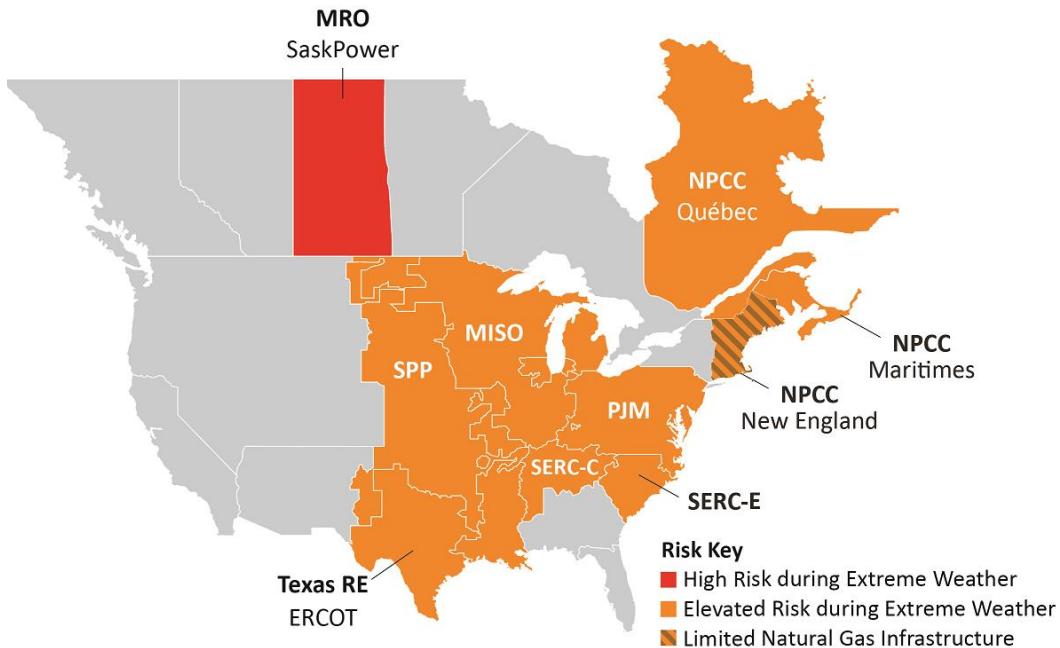 MRO
SaskPower
NPCC
Québec
MISO
SPP
NPCC
Maritimes
NPCC
New England
PJM
SERC-C
SERC-E
Texas RE
ERCOT
Risk Key
High Risk during Extreme Weather
Elevated Risk during Extreme Weather
Limited Natural Gas Infrastructure